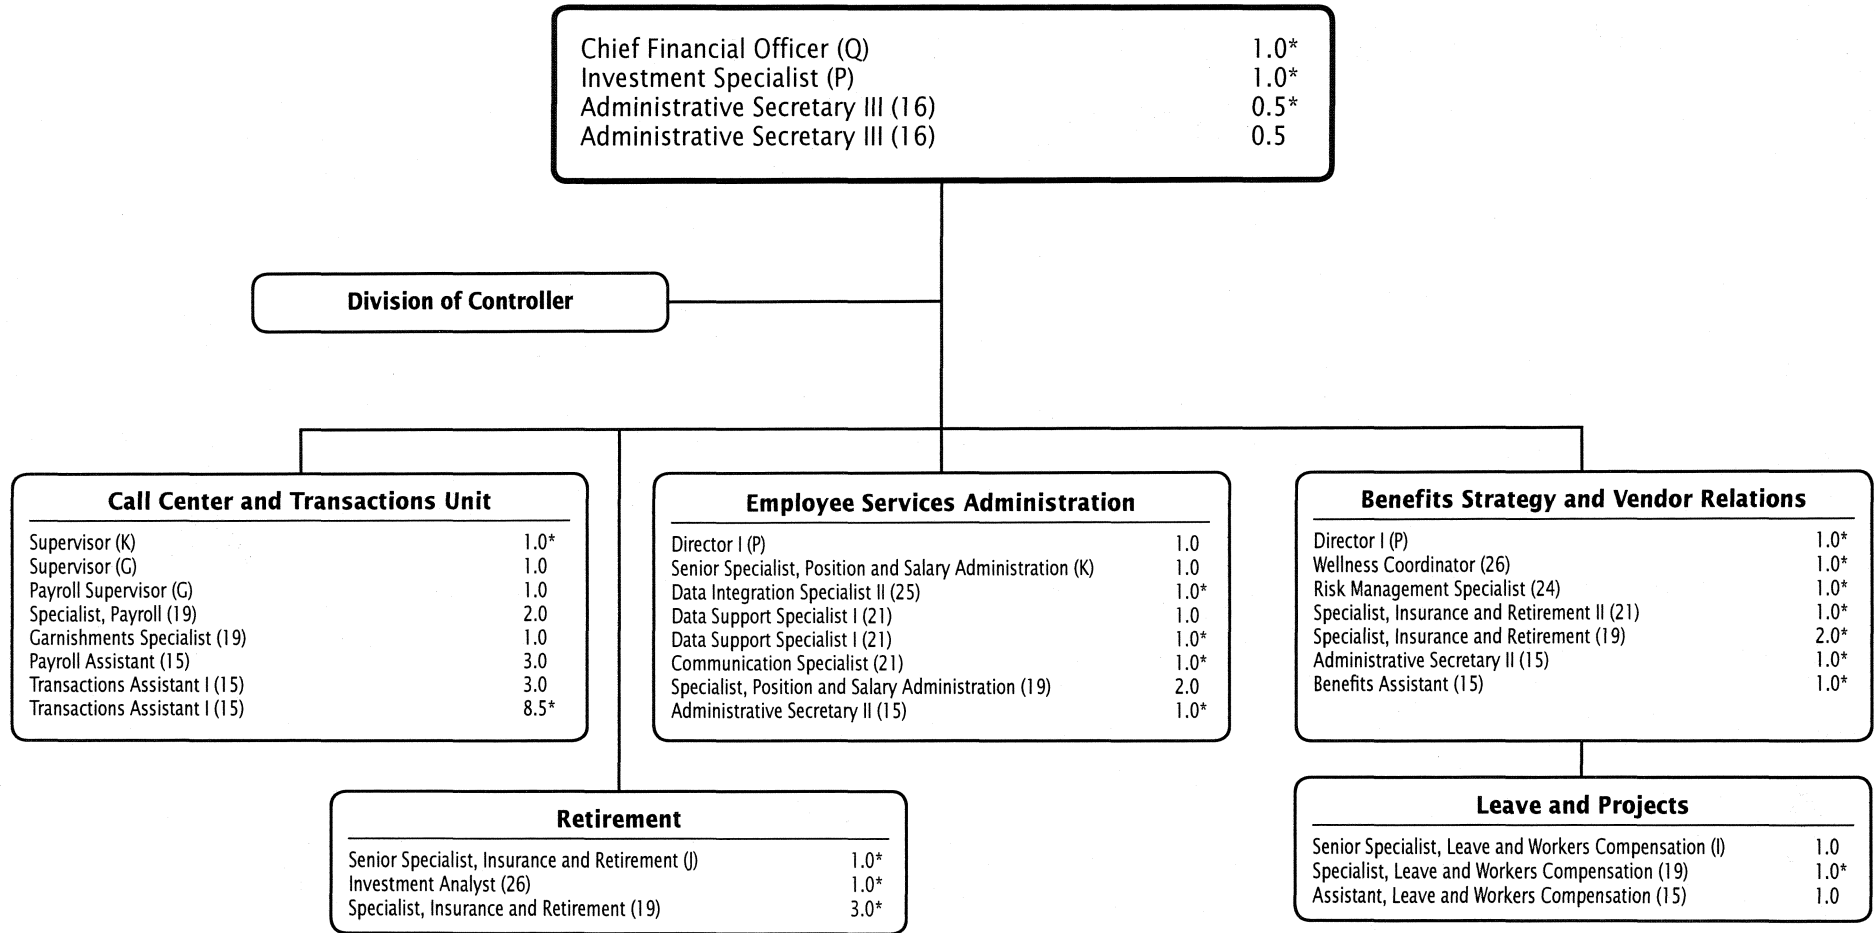 Chief Financial Officer (Q) 1.0*
Investment Specialist (P) 1.0*
Administrative Secretary III (16) 0.5*
Administrative Secretary III (16) 0.5
Division of Controller
Call Center and Transactions Unit
Supervisor (K) 1.0*
Supervisor (G) 1.0
Payroll Supervisor (G) 1.0
Specialist, Payroll (19) 2.0
Garnishments Specialist (19) 1.0
Payroll Assistant (15) 3.0
Transactions Assistant I (15) 3.0
Transactions Assistant I (15) 8.5*
Employee Services Administration
Director I (P) 1.0
Senior Specialist, Position and Salary Administration (K) 1.0
Data Integration Specialist II (25) 1.0*
Data Support Specialist I (21) 1.0
Data Support Specialist I (21) 1.0*
Communication Specialist (21) 1.0*
Specialist, Position and Salary Administration (19) 2.0
Administrative Secretary II (15) 1.0*
Benefits Strategy and Vendor Relations
Director I (P) 1.0*
Wellness Coordinator (26) 1.0*
Risk Management Specialist (24) 1.0*
Specialist, Insurance and Retirement II (21) 1.0*
Specialist, Insurance and Retirement (19) 2.0*
Administrative Secretary II (15) 1.0*
Benefits Assistant (15) 1.0*
Retirement
Senior Specialist, Insurance and Retirement (J) 1.0*
Investment Analyst (26) 1.0*
Specialist, Insurance and Retirement (19) 3.0*
Leave and Projects
Senior Specialist, Leave and Workers Compensation (I) 1.0
Specialist, Leave and Workers Compensation (19) 1.0*
Assistant, Leave and Workers Compensation (15) 1.0